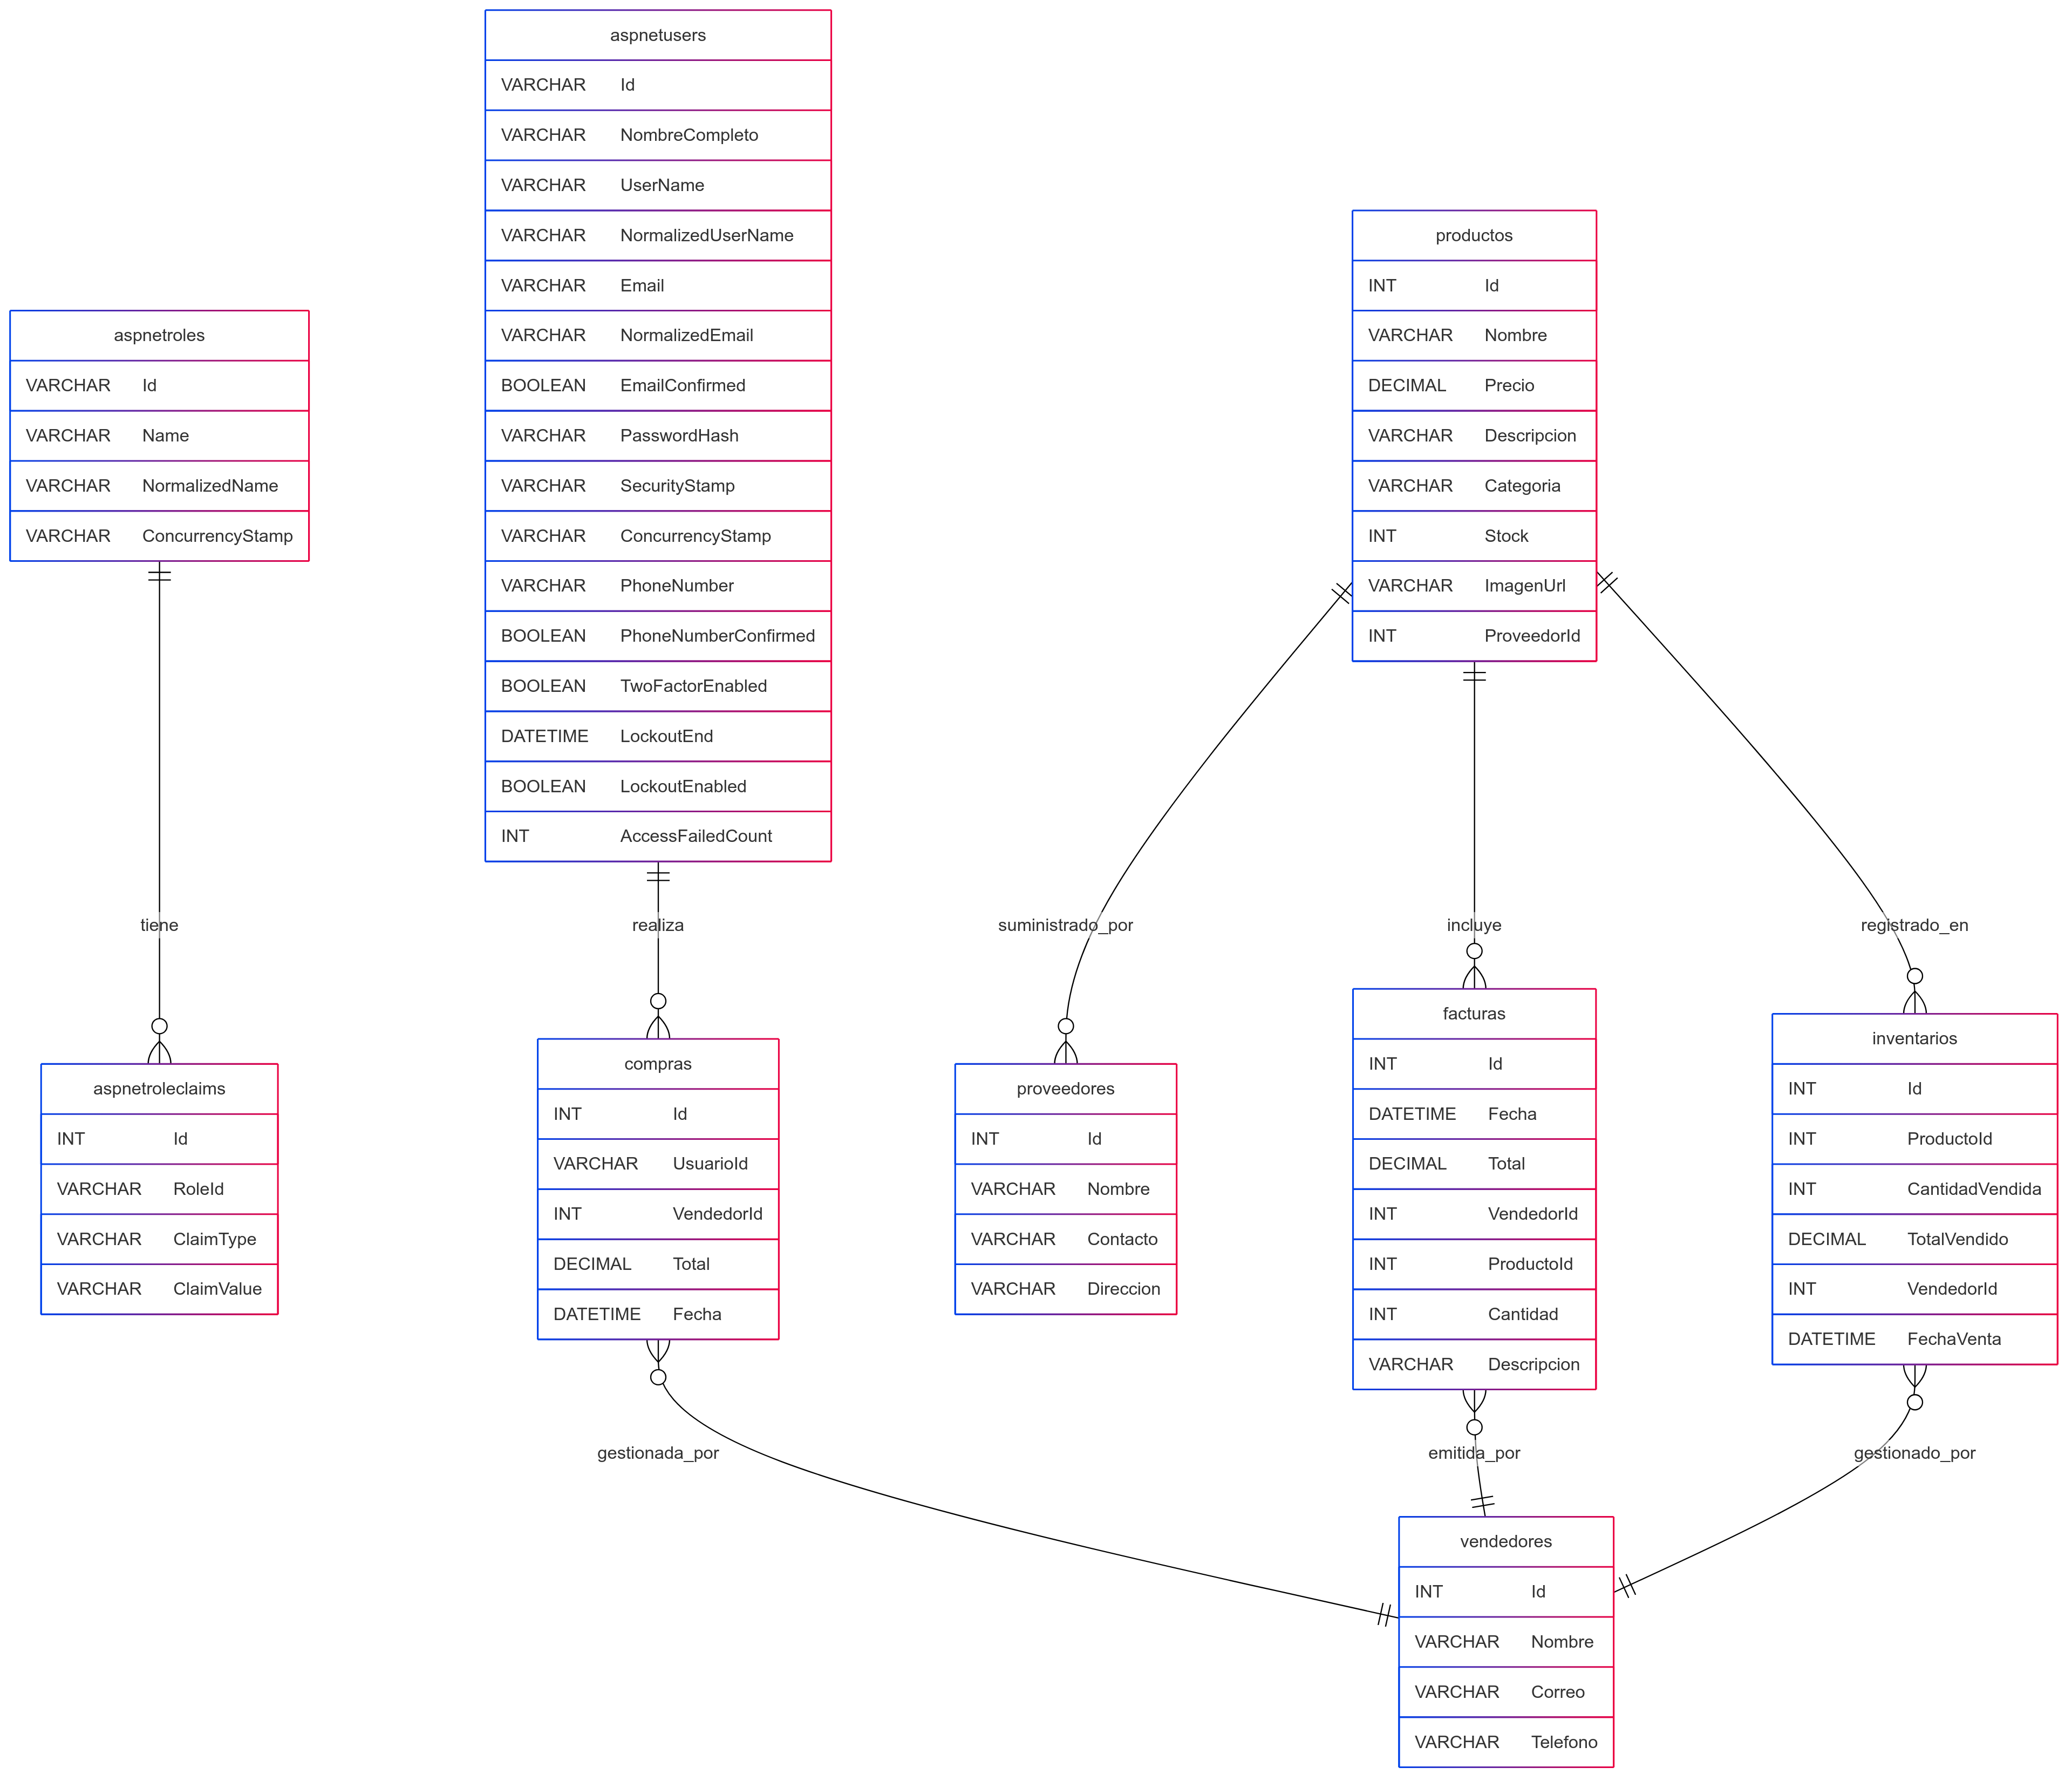 aspnetusers
VARCHAR Id
VARCHAR NombreCompleto
VARCHAR UserName
VARCHAR NormalizedUserName
VARCHAR Email
VARCHAR NormalizedEmail
BOOLEAN EmailConfirmed
VARCHAR PasswordHash
VARCHAR SecurityStamp
VARCHAR ConcurrencyStamp
VARCHAR PhoneNumber
BOOLEAN PhoneNumberConfirmed
BOOLEAN TwoFactorEnabled
DATETIME LockoutEnd
BOOLEAN LockoutEnabled
INT AccessFailedCount
productos
INT Id
VARCHAR Nombre
DECIMAL Precio
VARCHAR Descripcion
VARCHAR Categoria
INT Stock
VARCHAR ImagenUrl
INT ProveedorId
aspnetroles
VARCHAR Id
VARCHAR Name
VARCHAR NormalizedName
VARCHAR ConcurrencyStamp
tiene
realiza
suministrado_por
incluye
registrado_en
aspnetroleclaims
INT Id
VARCHAR RoleId
VARCHAR ClaimType
VARCHAR ClaimValue
compras
INT Id
VARCHAR UsuarioId
INT VendedorId
DECIMAL Total
DATETIME Fecha
proveedores
INT Id
VARCHAR Nombre
VARCHAR Contacto
VARCHAR Direccion
facturas
INT Id
DATETIME Fecha
DECIMAL Total
INT VendedorId
INT ProductoId
INT Cantidad
VARCHAR Descripcion
inventarios
INT Id
INT ProductoId
INT CantidadVendida
DECIMAL TotalVendido
INT VendedorId
DATETIME FechaVenta
gestionada_por
emitida_por
gestionado_por
vendedores
INT Id
VARCHAR Nombre
VARCHAR Correo
VARCHAR Telefono